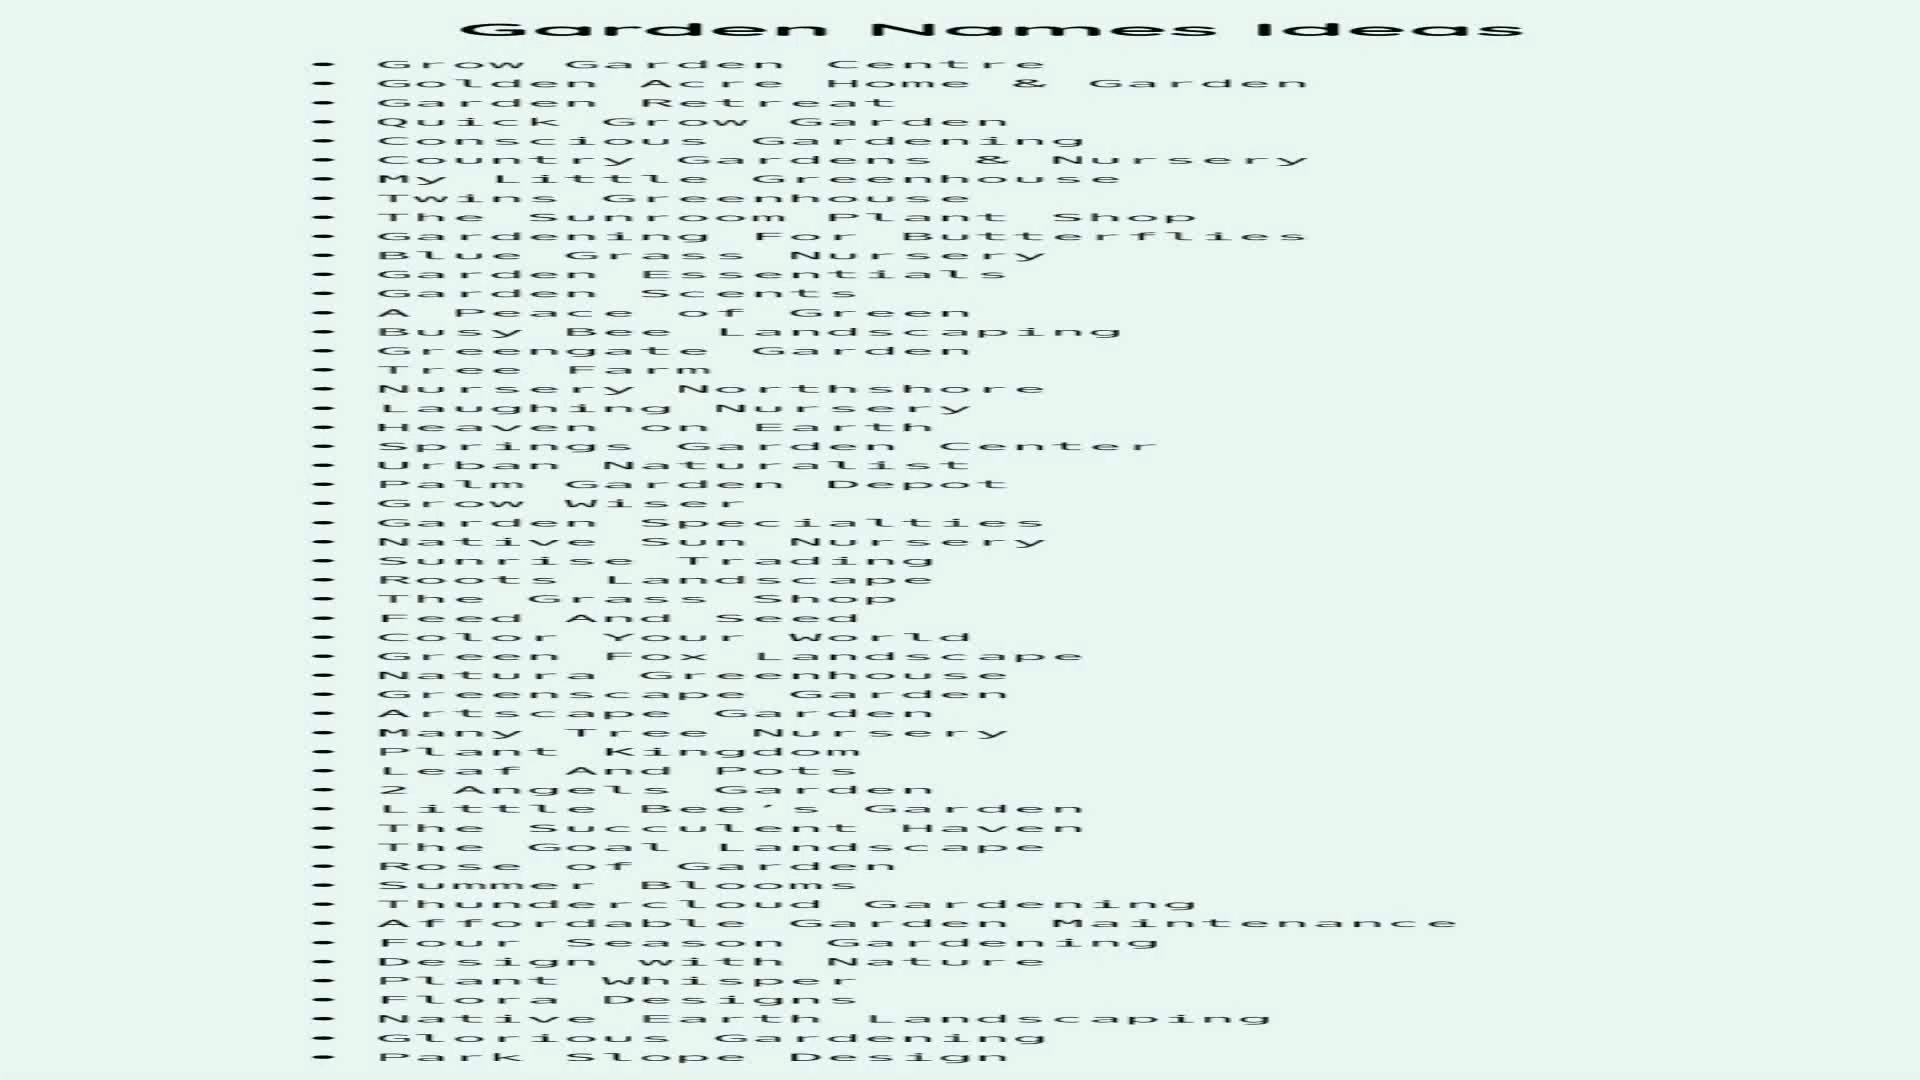 Garden Names Ideas
• Grow Garden Centre
• Golden Acre Home & Garden
• Garden Retreat
• Quick Grow Garden
• Conscious Gardening
• Country Gardens & Nursery
• My Little Greenhouse
• Twins Greenhouse
• The Sunroom Plant Shop
• Gardening For Butterflies
• Blue Grass Nursery
• Garden Essentials
• Garden Scents
• A Peace of Green
• Busy Bee Landscaping
• Greengate Garden
• Tree Farm
• Nursery Northshore
• Laughing Nursery
• Heaven on Earth
• Springs Garden Center
• Urban Naturalist
• Palm Garden Depot
• Grow Wiser
• Garden Specialties
• Native Sun Nursery
• Sunrise Trading
• Roots Landscape
• The Grass Shop
• Feed And Seed
• Color Your World
• Green Fox Landscape
• Natura Greenhouse
• Greenscape Garden
• Artscape Garden
• Many Tree Nursery
• Plant Kingdom
• Leaf And Pots
• 2 Angels Garden
• Little Bee's Garden
• The Succulent Haven
• The Goal Landscape
• Rose of Garden
• Summer Blooms
• Thundercloud Gardening
• Affordable Garden Maintenance
• Four Season Gardening
• Design with Nature
• Plant Whisper
• Flora Designs
• Native Earth Landscaping
• Glorious Gardening
• Park Slope Design